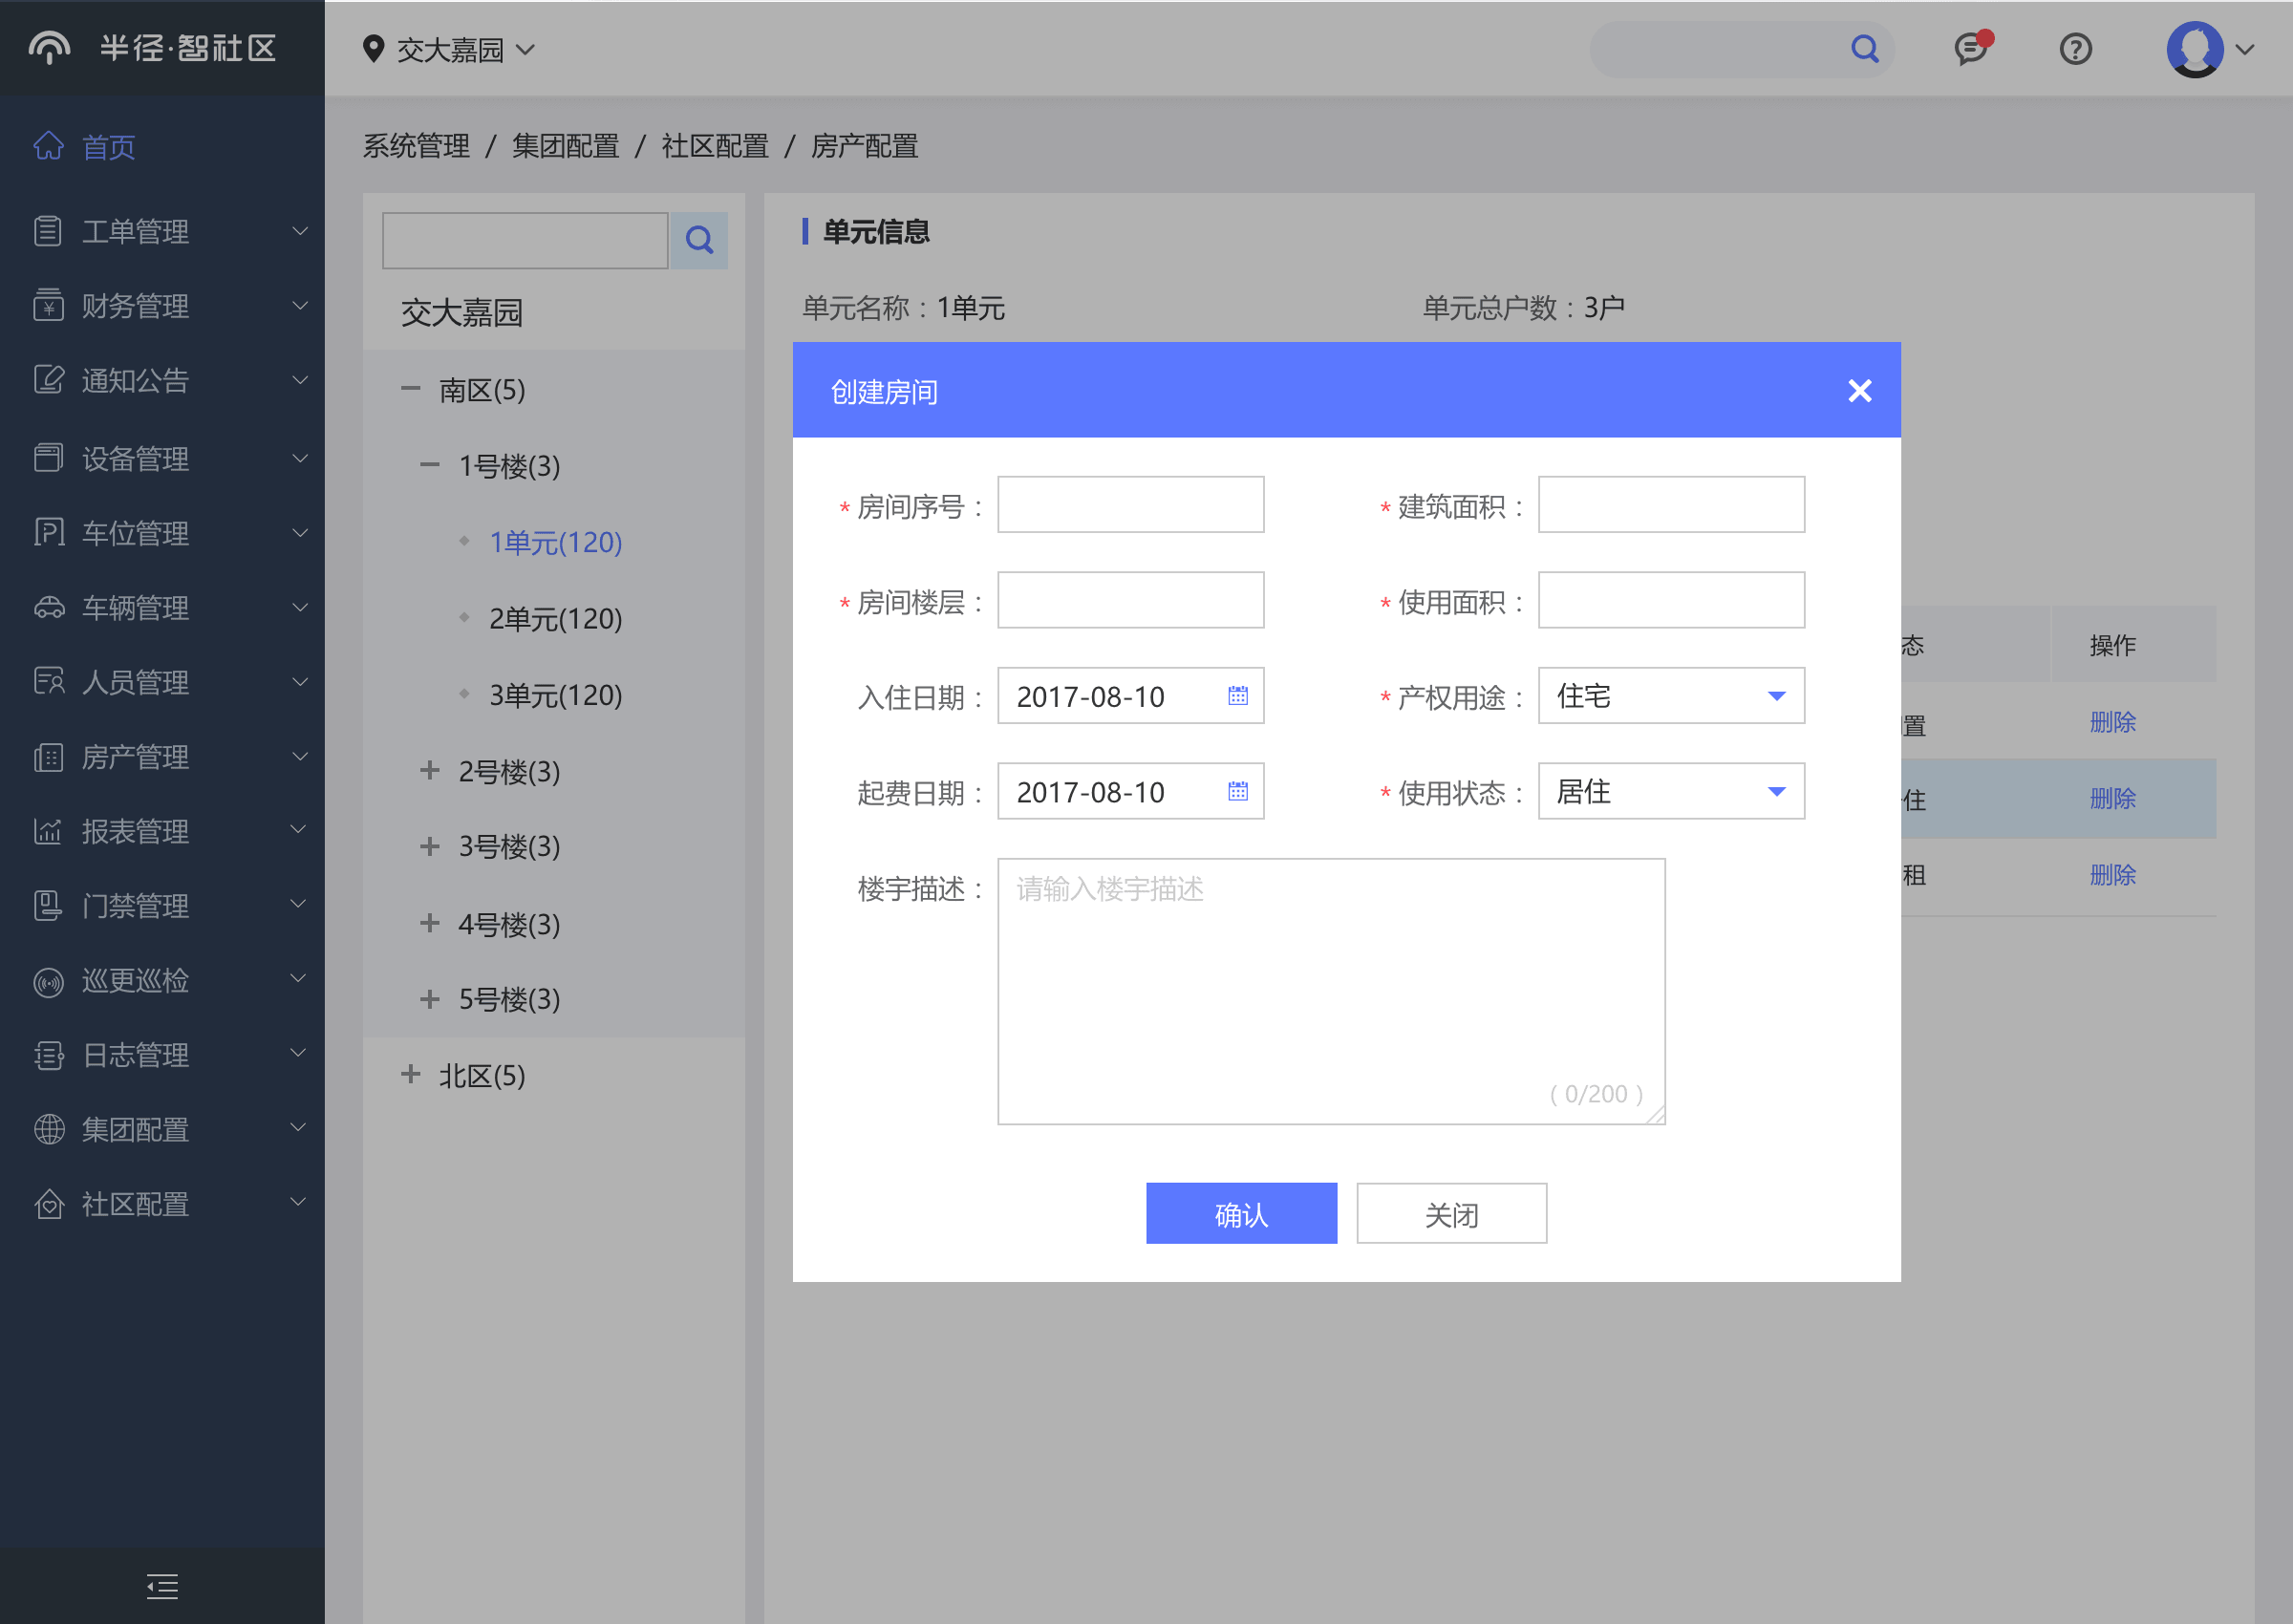 半径·智社区
交大嘉园
首页
工单管理
财务管理
通知公告
设备管理
车位管理
车辆管理
人员管理
房产管理
报表管理
门禁管理
巡更巡检
日志管理
集团配置
社区配置
系统管理 / 集团配置 / 社区配置 / 房产配置
交大嘉园
南区(5)
1号楼(3)
1单元(120)
2单元(120)
3单元(120)
2号楼(3)
3号楼(3)
4号楼(3)
5号楼(3)
北区(5)
单元信息
单元名称：1单元 单元总户数：3户
创建房间
* 房间序号： * 建筑面积：
* 房间楼层： * 使用面积：
入住日期： 2017-08-10 * 产权用途： 住宅
起费日期： 2017-08-10 * 使用状态： 居住
楼宇描述： 请输入楼宇描述
( 0/200 )
确认 关闭
态 操作
置 删除
住 删除
租 删除